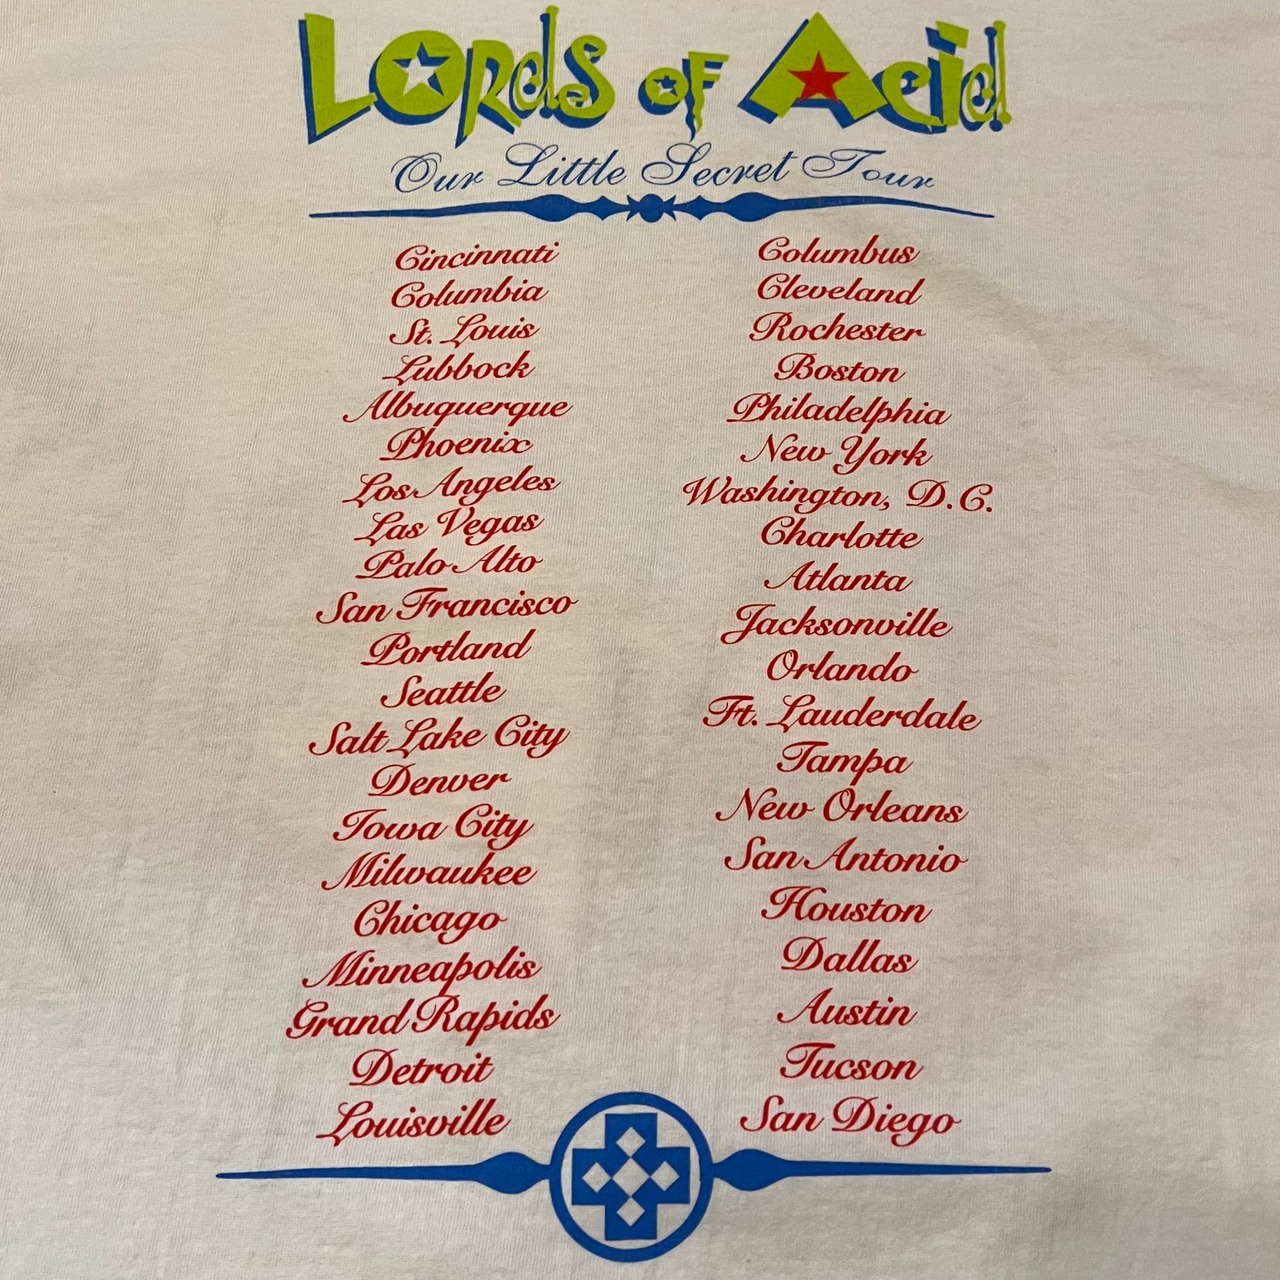 Lords of Acid
Our Little Secret Tour
Cincinnati
Columbia
St. Louis
Lubbock
Albuquerque
Phoenix
Los Angeles
Las Vegas
Palo Alto
San Francisco
Portland
Seattle
Salt Lake City
Denver
Iowa City
Milwaukee
Chicago
Minneapolis
Grand Rapids
Detroit
Louisville
Columbus
Cleveland
Rochester
Boston
Philadelphia
New York
Washington, D.C.
Charlotte
Atlanta
Jacksonville
Orlando
Ft. Lauderdale
Tampa
New Orleans
San Antonio
Houston
Dallas
Austin
Tucson
San Diego